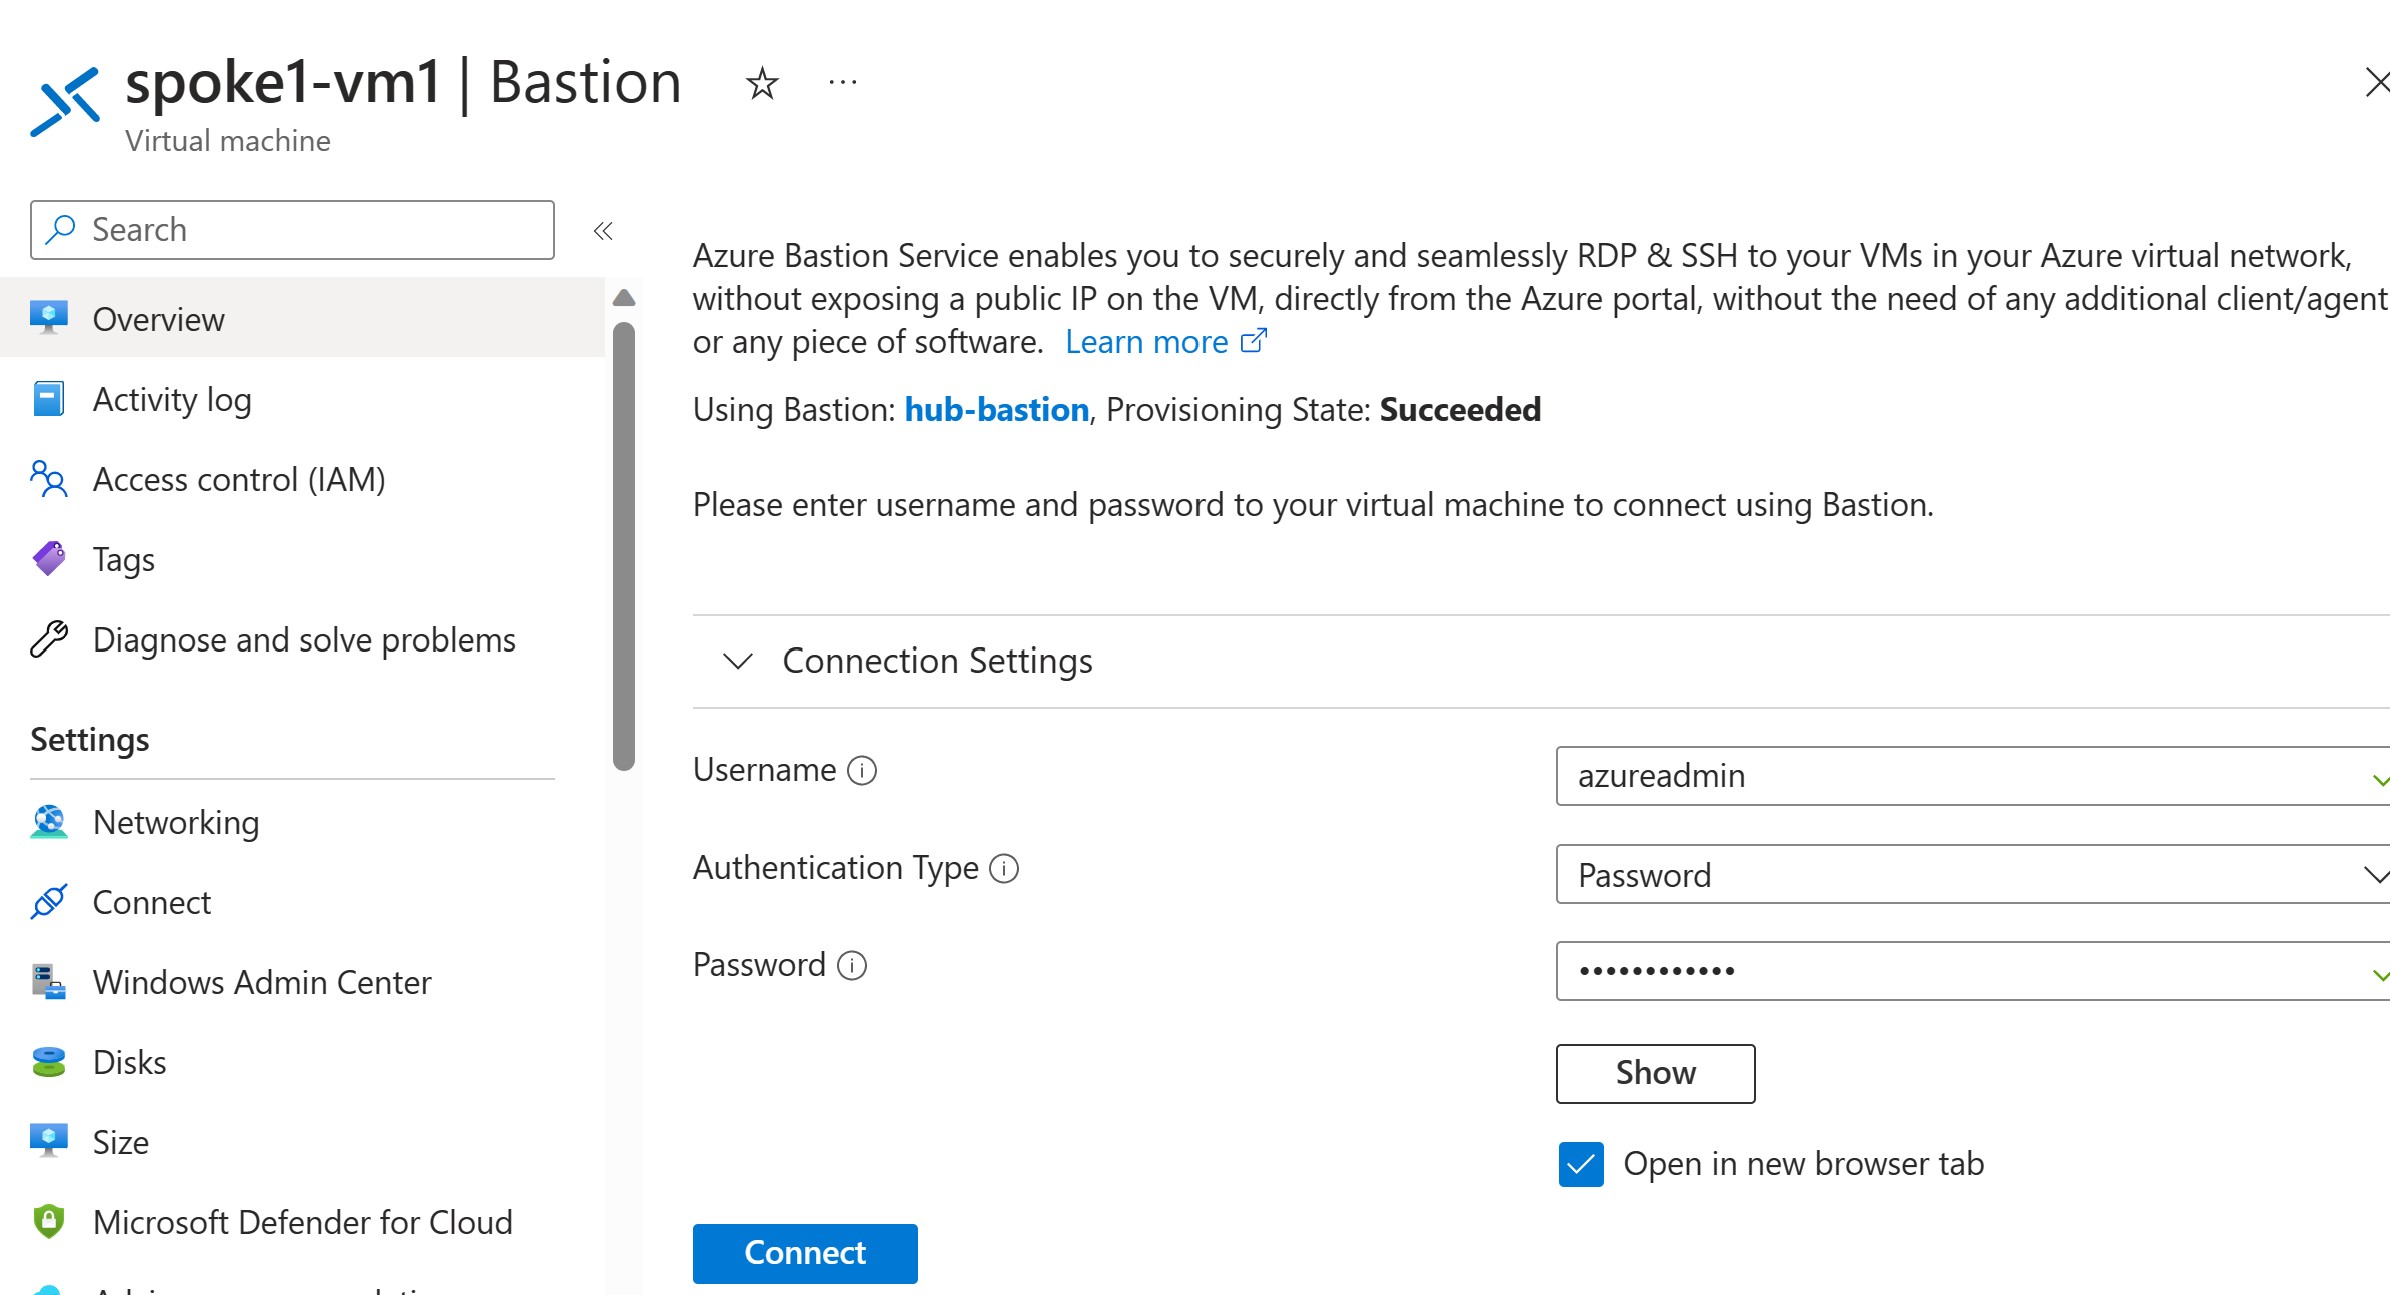 spoke1-vm1 | Bastion
Virtual machine
Search
Overview
Activity log
Access control (IAM)
Tags
Diagnose and solve problems
Settings
Networking
Connect
Windows Admin Center
Disks
Size
Microsoft Defender for Cloud
Azure Bastion Service enables you to securely and seamlessly RDP & SSH to your VMs in your Azure virtual network,
without exposing a public IP on the VM, directly from the Azure portal, without the need of any additional client/agent
or any piece of software. Learn more
Using Bastion: hub-bastion, Provisioning State: Succeeded
Please enter username and password to your virtual machine to connect using Bastion.
Connection Settings
Username
azureadmin
Authentication Type
Password
Password
••••••••••••
Show
Open in new browser tab
Connect